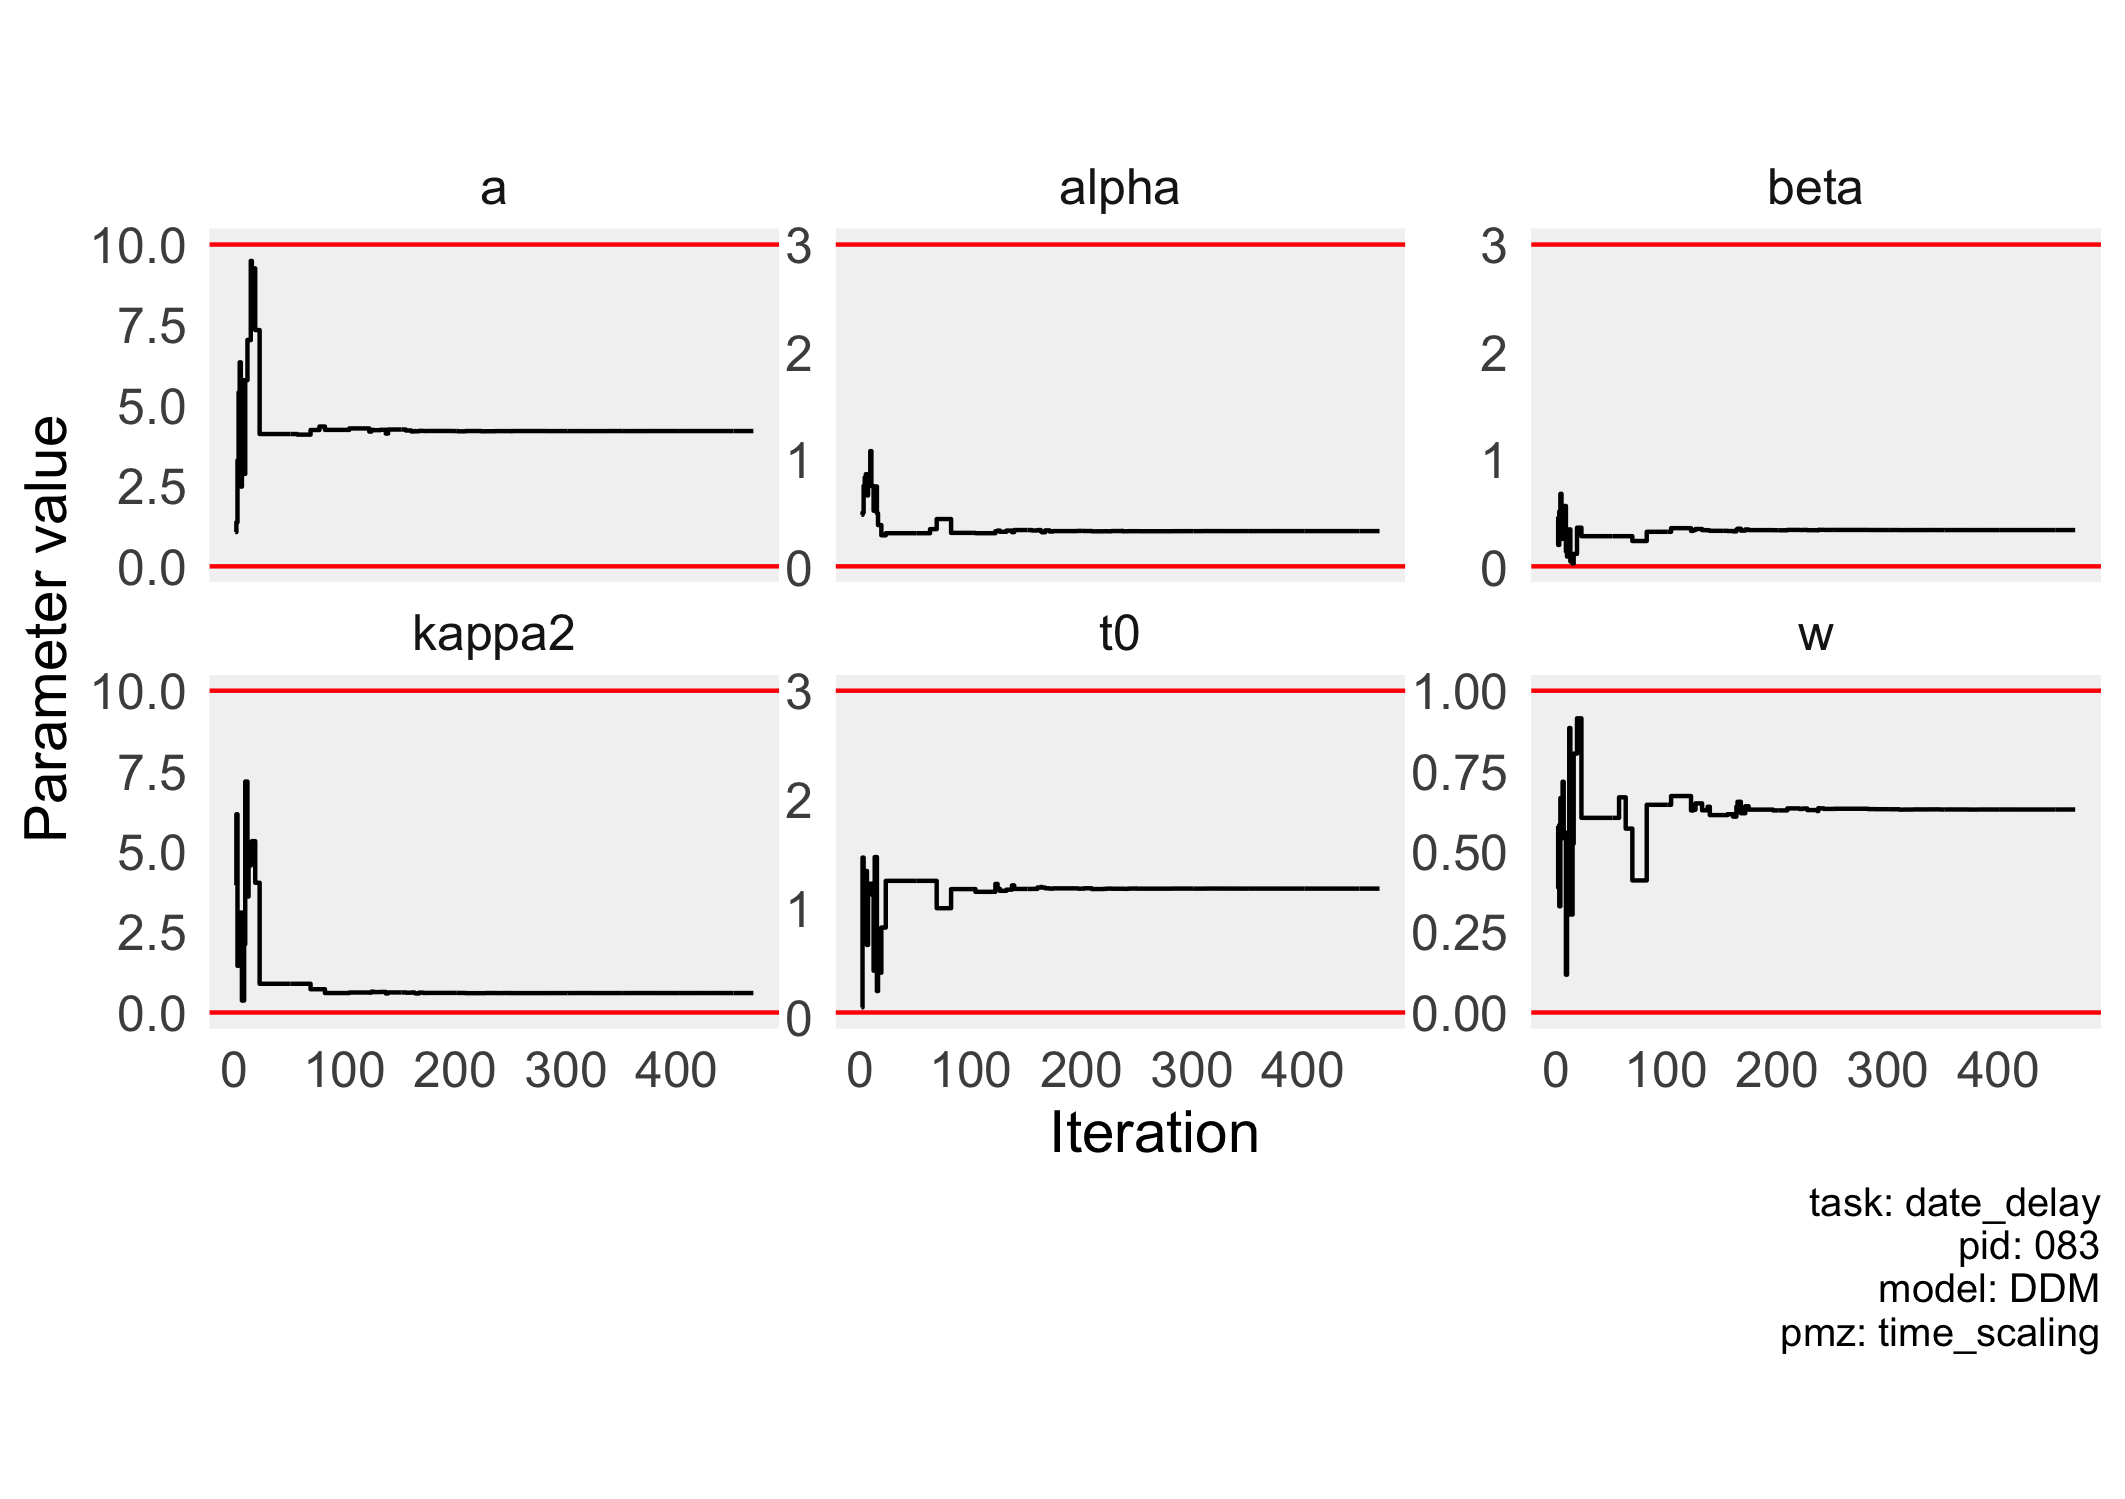 a
alpha
beta
10.0
7.5
5.0
2.5
0.0
3
2
1
0
3
2
1
0
Parameter value
kappa2
t0
w
10.0
7.5
5.0
2.5
0.0
3
2
1
0
1.00
0.75
0.50
0.25
0.00
0 100 200 300 400
0 100 200 300 400
0 100 200 300 400
Iteration
task: date_delay
pid: 083
model: DDM
pmz: time_scaling